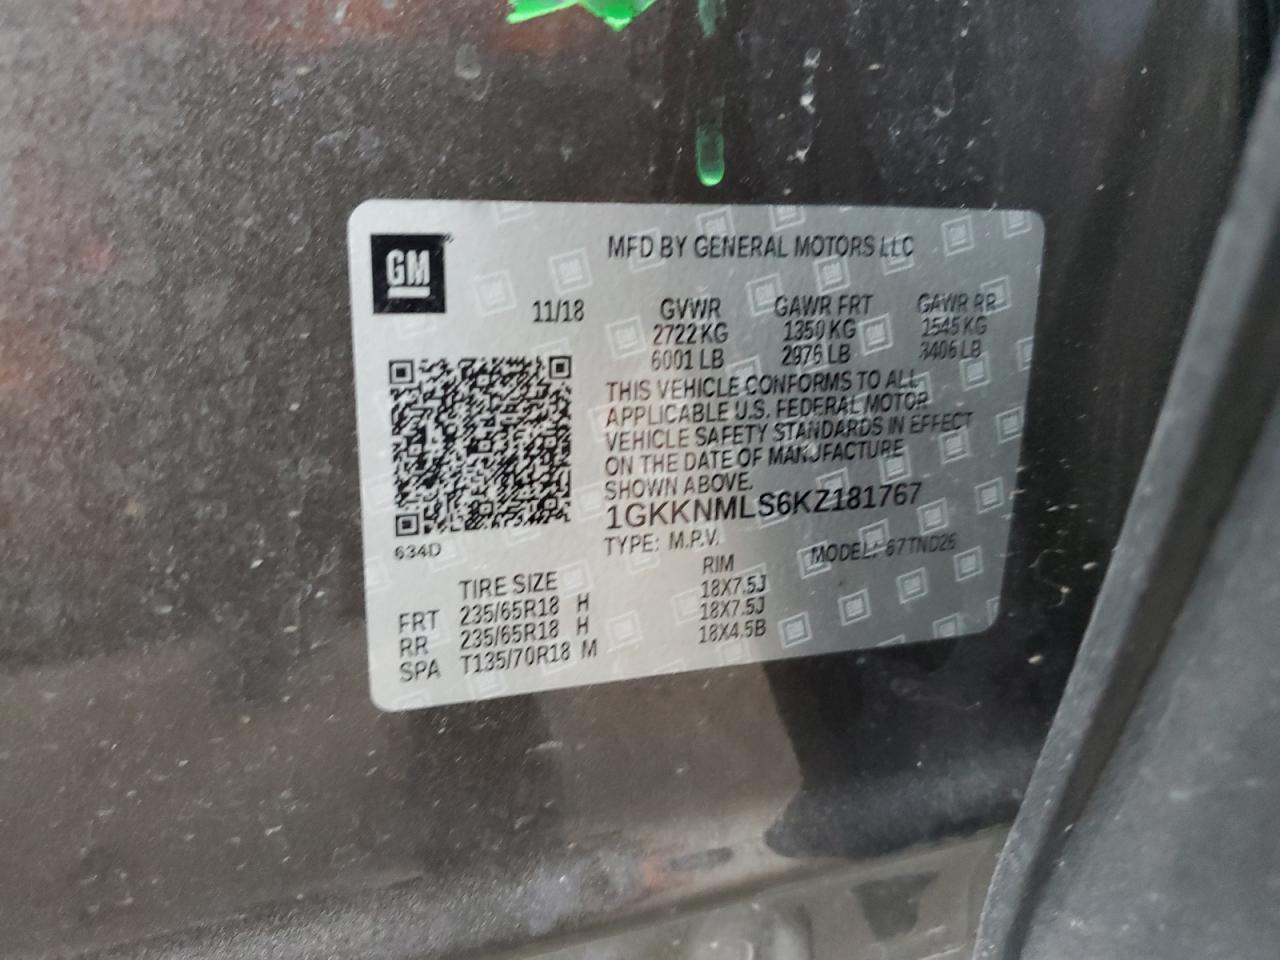 GM
MFD BY GENERAL MOTORS LLC
11/18 GVWR GAWR FRT GAWR RR
2722 KG 1350 KG 1545 KG
6001 LB 2976 LB 3406 LB
THIS VEHICLE CONFORMS TO ALL
APPLICABLE U.S. FEDERAL MOTOR
VEHICLE SAFETY STANDARDS IN EFFECT
ON THE DATE OF MANUFACTURE
SHOWN ABOVE.
1GKKNMLS6KZ181767
634D
TYPE: M.P.V. MODEL:
TIRE SIZE RIM
FRT 235/65R18 H 18X7.5J
RR 235/65R18 H 18X7.5J
SPA T135/70R18 M 18X4.5B